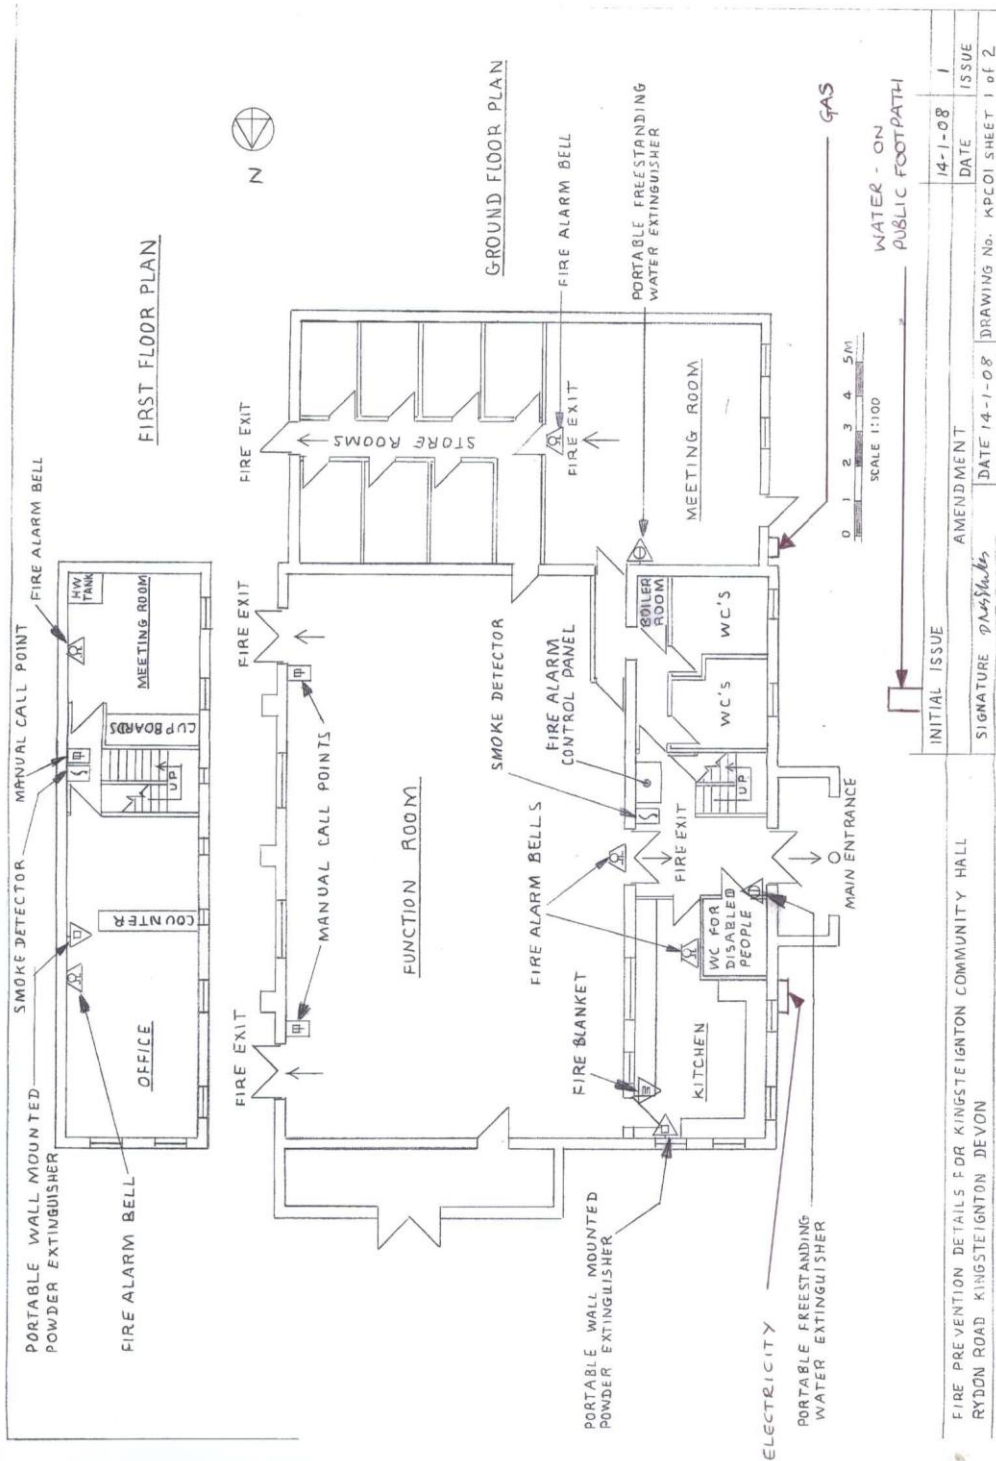 FIRST FLOOR PLAN
N
PORTABLE WALL MOUNTED
POWDER EXTINGUISHER
SMOKE DETECTOR
MANUAL CALL POINT
FIRE ALARM BELL
FIRE ALARM BELL
OFFICE
COUNTER
UP
CUPBOARDS
MEETING ROOM
HW
TANK
GROUND FLOOR PLAN
FIRE EXIT
FIRE EXIT
FIRE EXIT
MANUAL CALL POINTS
FUNCTION ROOM
STORE ROOMS
FIRE EXIT
FIRE ALARM BELL
PORTABLE FREESTANDING
WATER EXTINGUISHER
FIRE ALARM BELLS
SMOKE DETECTOR
FIRE ALARM
CONTROL PANEL
FIRE BLANKET
FIRE EXIT
BOILER
ROOM
MEETING ROOM
KITCHEN
WC FOR
DISABLED
PEOPLE
UP
WC'S
WC'S
PORTABLE WALL MOUNTED
POWDER EXTINGUISHER
ELECTRICITY
PORTABLE FREESTANDING
WATER EXTINGUISHER
MAIN ENTRANCE
0 1 2 3 4 5M
SCALE 1:100
GAS
WATER - ON
PUBLIC FOOTPATH
FIRE PREVENTION DETAILS FOR KINGSTEIGNTON COMMUNITY HALL
RYDON ROAD KINGSTEIGNTON DEVON
INITIAL ISSUE 14-1-08 1
AMENDMENT DATE ISSUE
SIGNATURE DATE 14-1-08 DRAWING No. KPC01 SHEET 1 of 2